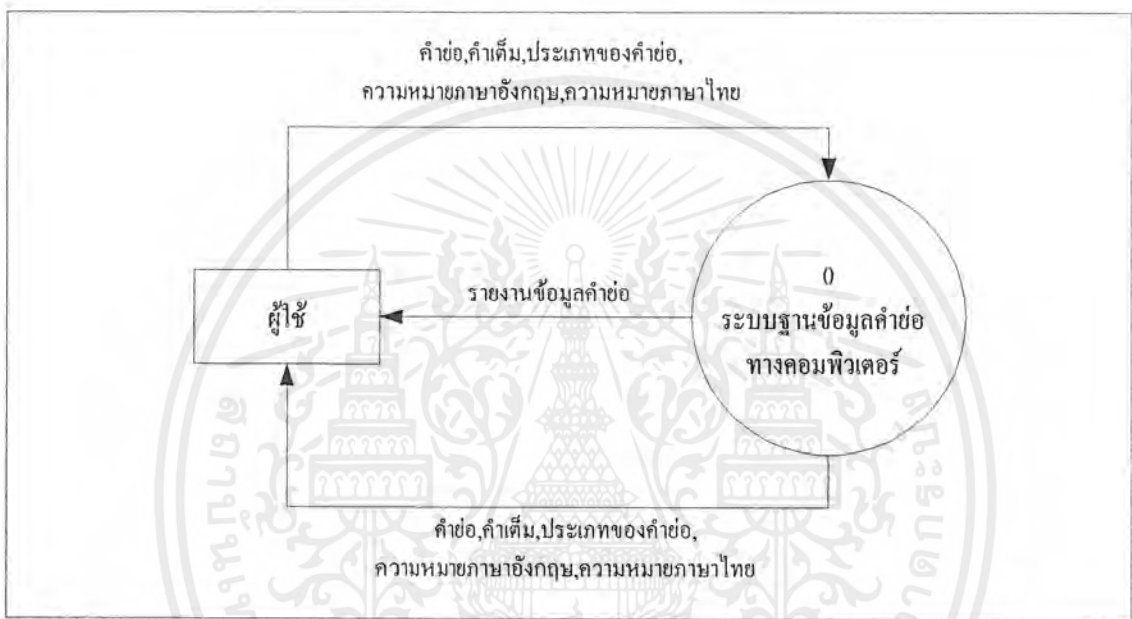 คำย่อ,คำเต็ม,ประเภทของคำย่อ,
ความหมายภาษาอังกฤษ,ความหมายภาษาไทย
ผู้ใช้
รายงานข้อมูลคำย่อ
0
ระบบฐานข้อมูลคำย่อ
ทางคอมพิวเตอร์
คำย่อ,คำเต็ม,ประเภทของคำย่อ,
ความหมายภาษาอังกฤษ,ความหมายภาษาไทย